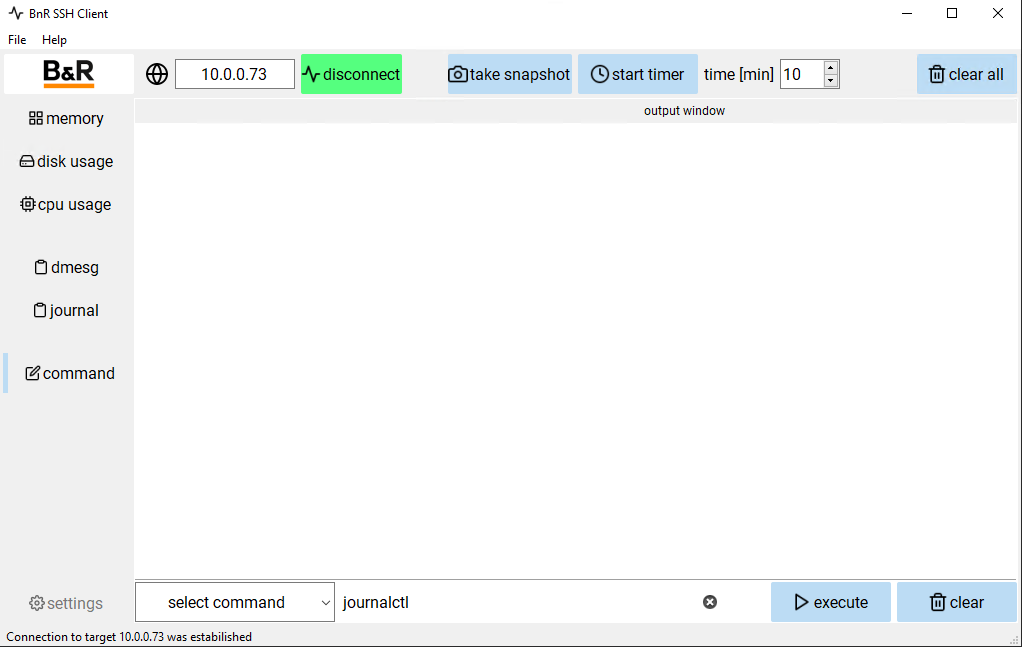 BnR SSH Client
File Help
B&R 10.0.0.73 disconnect take snapshot start timer time [min] 10 clear all
output window
memory
disk usage
cpu usage
dmesg
journal
command
settings select command journalctl execute clear
Connection to target 10.0.0.73 was estabilished